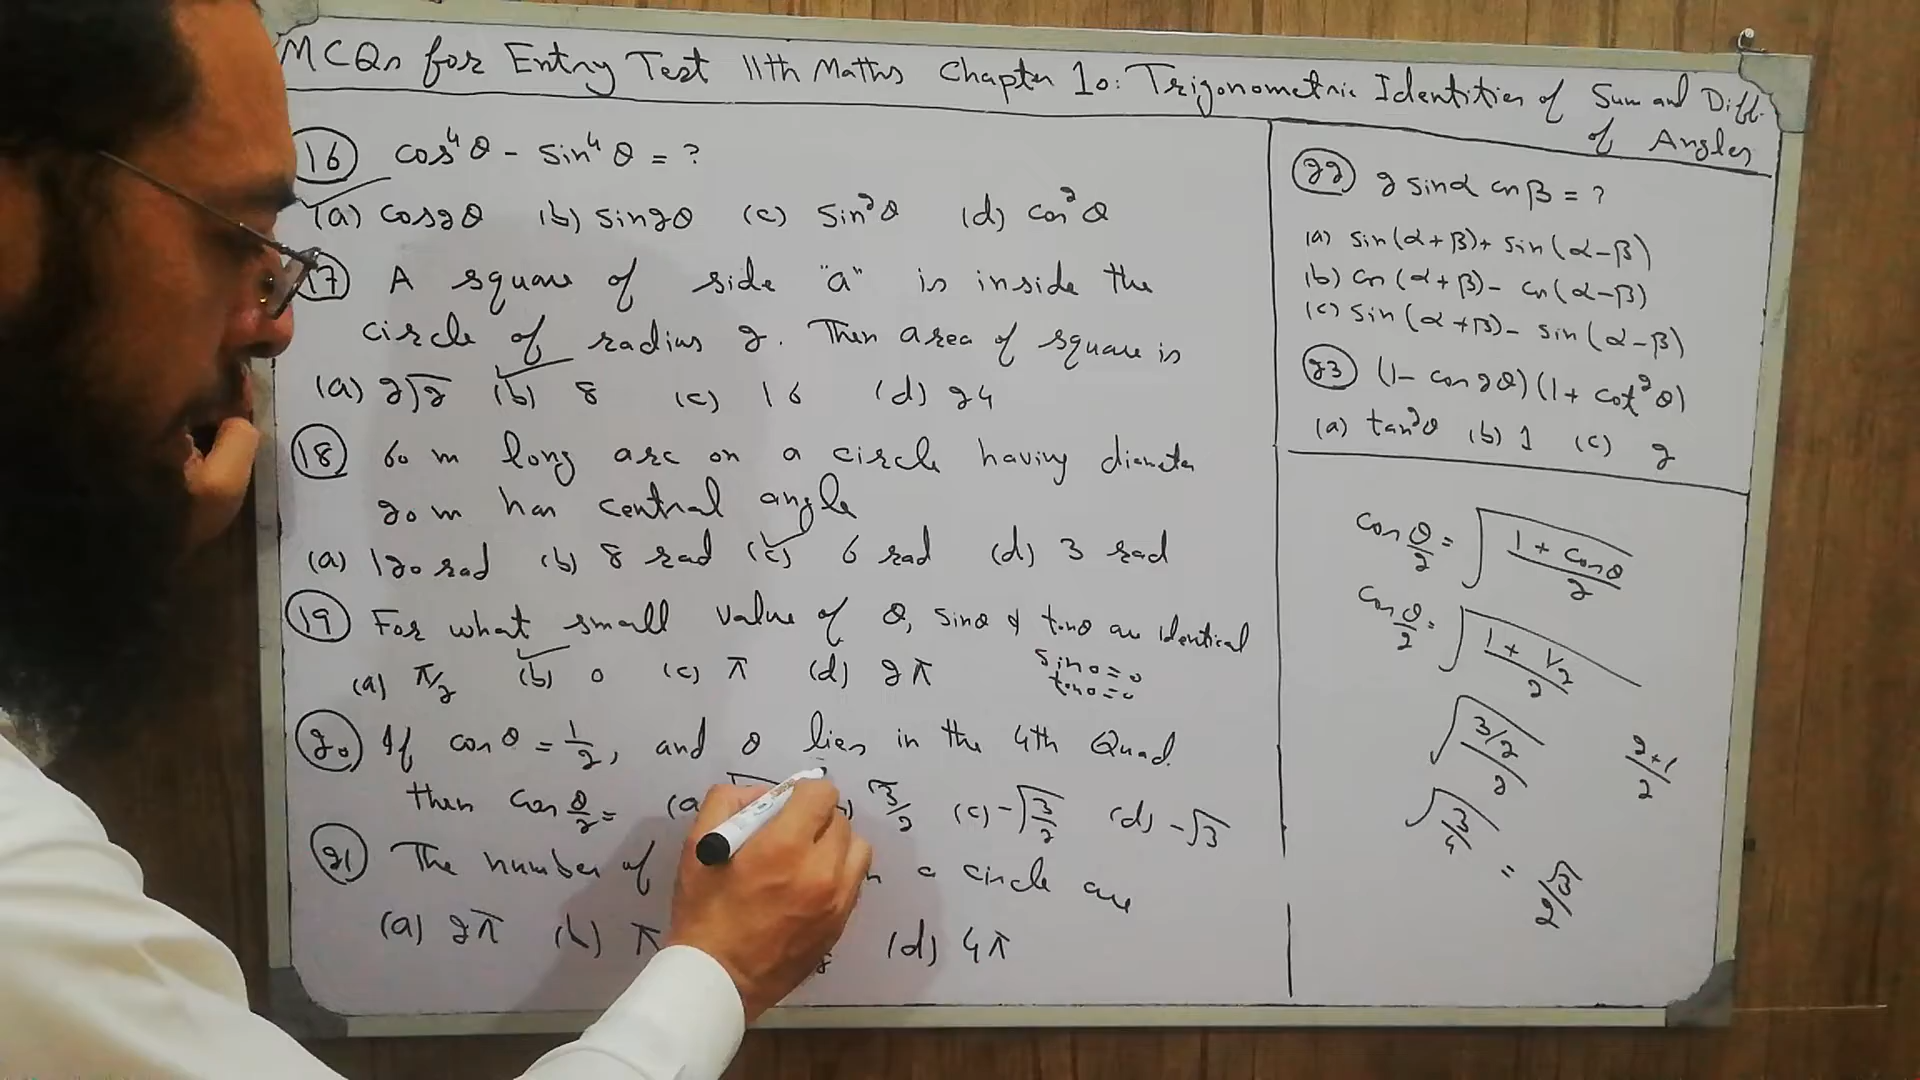 MCQs for Entry Test 11th Maths Chapter 10: Trigonometric Identities of Sum and Diff. of Angles
16 cos⁴θ - sin⁴θ = ?
(a) cos2θ (b) sin2θ (c) sin²θ (d) cos²θ
17 A square of side "a" is inside the
circle of radius 2. Then area of square is
(a) 2√2 (b) 8 (c) 16 (d) 24
18 60 m long arc on a circle having diameter
20 m has central angle
(a) 120 rad (b) 8 rad (c) 6 rad (d) 3 rad
19 For what small value of θ, sinθ & tanθ are identical
(a) π/2 (b) 0 (c) π (d) 2π
sin0=0
tan0=0
20 If cosθ = 1/2, and θ lies in the 4th Quad.
then cos θ/2 = (a √3/2 (c) -√3/2 (d) -√3
21 The number of a circle are
(a) 2π (b) π (d) 4π
22 2 sinα cosβ = ?
(a) sin(α+β)+ sin(α-β)
(b) cos(α+β)- cos(α-β)
(c) sin(α+β)- sin(α-β)
23 (1- cos2θ)(1+ cot²θ)
(a) tan²θ (b) 1 (c) 2
cos θ/2 = √(1+cosθ)/2
cos θ/2 = √(1+1/2)/2
√(3/2)/2
2+1/2
√3/4
= √3/2